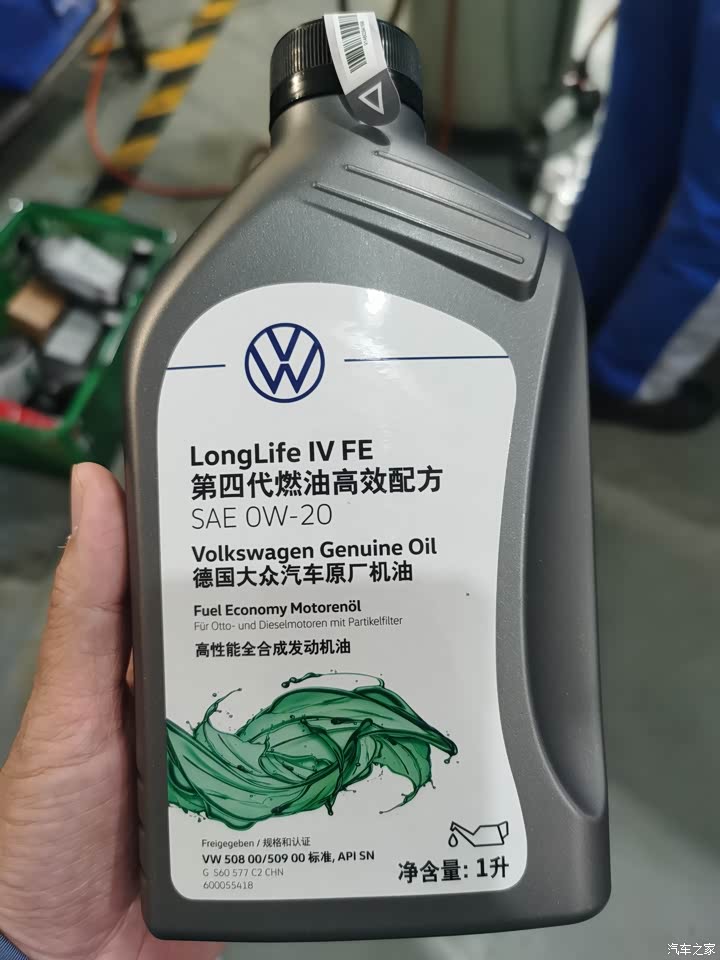 LongLife IV FE
第四代燃油高效配方
SAE 0W-20
Volkswagen Genuine Oil
德国大众汽车原厂机油
Fuel Economy Motorenöl
Für Otto- und Dieselmotoren mit Partikelfilter
高性能全合成发动机油
Freigegeben / 规格和认证
VW 508 00/509 00 标准, API SN
G 560 577 C2 CHN
600055418
净含量: 1升
汽车之家